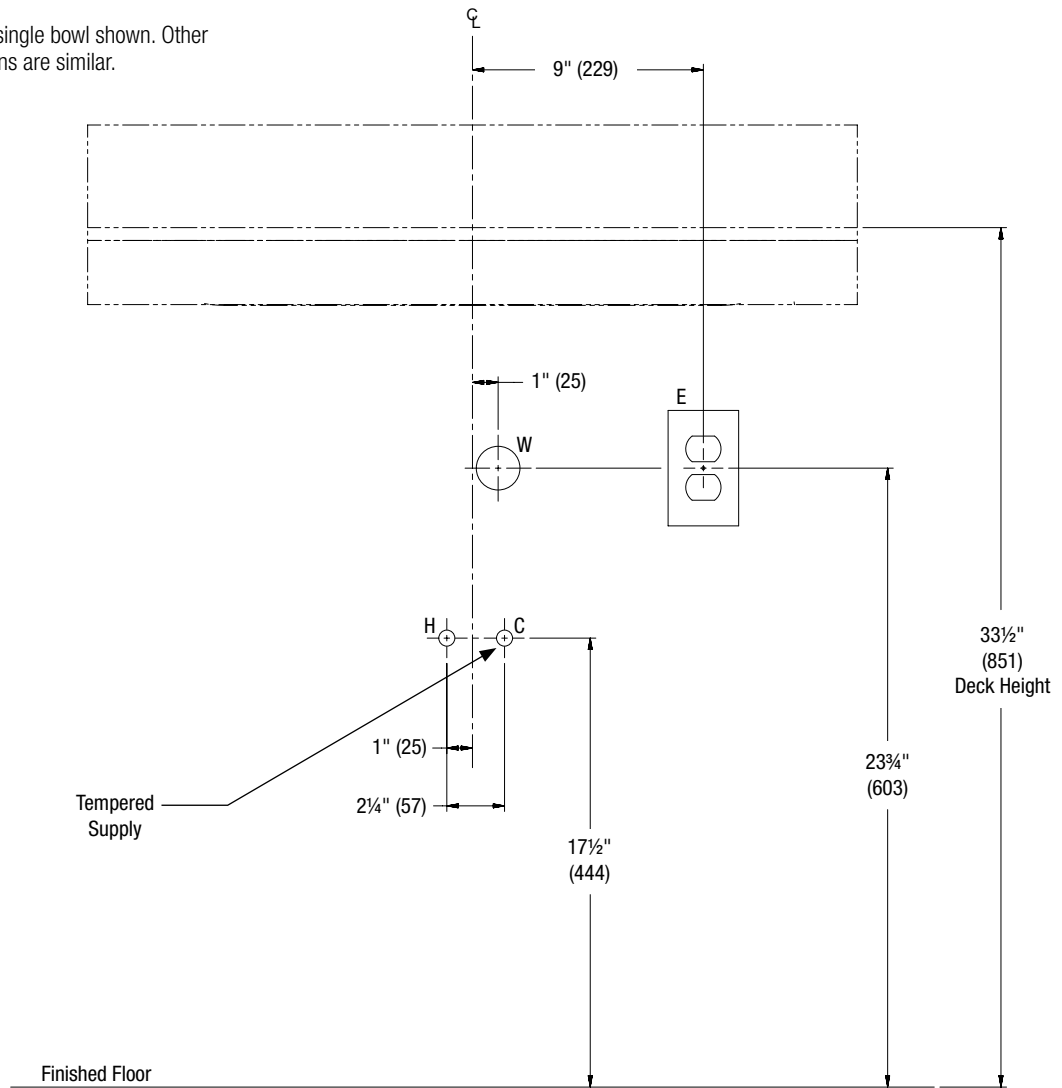 single bowl shown. Other
ns are similar.
℄
9" (229)
1" (25)
E
W
H
C
33½"
(851)
Deck Height
1" (25)
23¾"
(603)
Tempered
Supply
2¼" (57)
17½"
(444)
Finished Floor